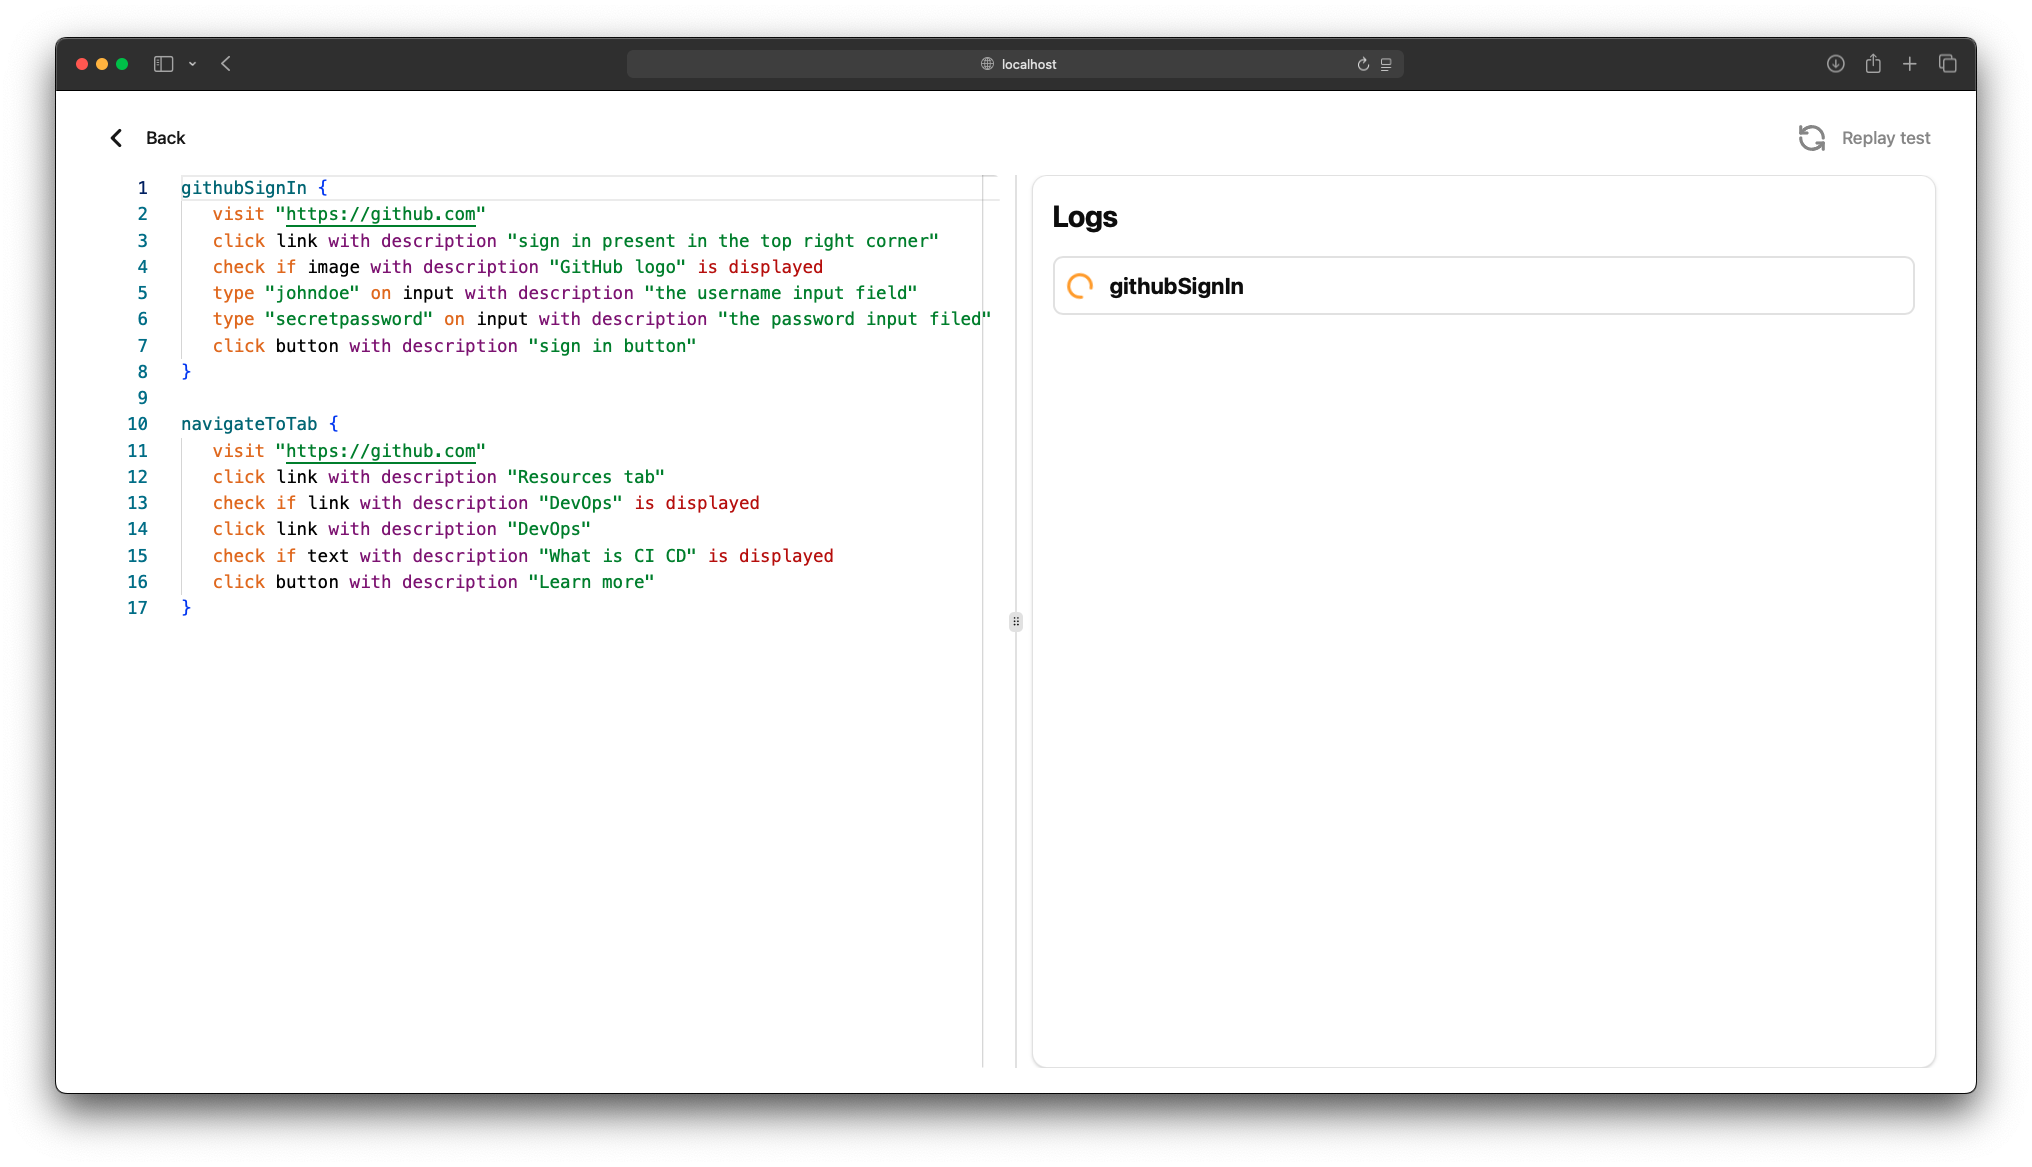 localhost
Back
Replay test
1 githubSignIn {
2 visit "https://github.com"
3 click link with description "sign in present in the top right corner"
4 check if image with description "GitHub logo" is displayed
5 type "johndoe" on input with description "the username input field"
6 type "secretpassword" on input with description "the password input filed"
7 click button with description "sign in button"
8 }
9
10 navigateToTab {
11 visit "https://github.com"
12 click link with description "Resources tab"
13 check if link with description "DevOps" is displayed
14 click link with description "DevOps"
15 check if text with description "What is CI CD" is displayed
16 click button with description "Learn more"
17 }
Logs
githubSignIn